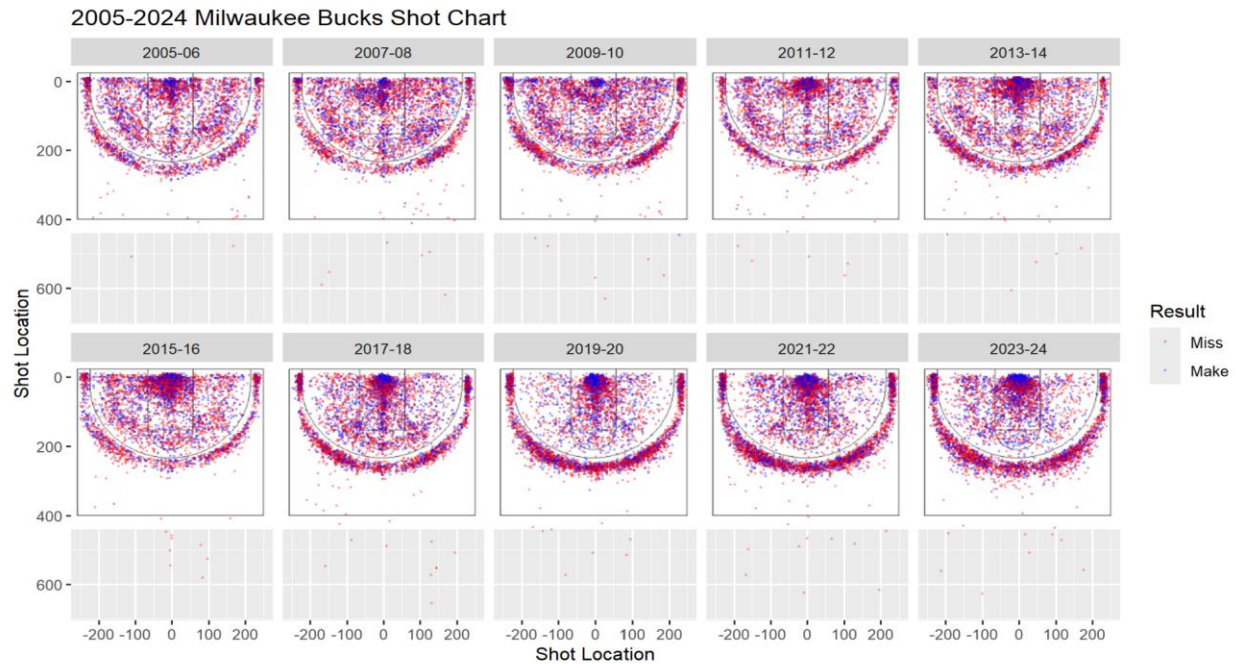 2005-2024 Milwaukee Bucks Shot Chart
2005-06 2007-08 2009-10 2011-12 2013-14
0
200
400
600
2015-16 2017-18 2019-20 2021-22 2023-24
0
200
400
600
-200 -100 0 100 200 -200 -100 0 100 200 -200 -100 0 100 200 -200 -100 0 100 200 -200 -100 0 100 200
Shot Location
Shot Location
Result
Miss
Make